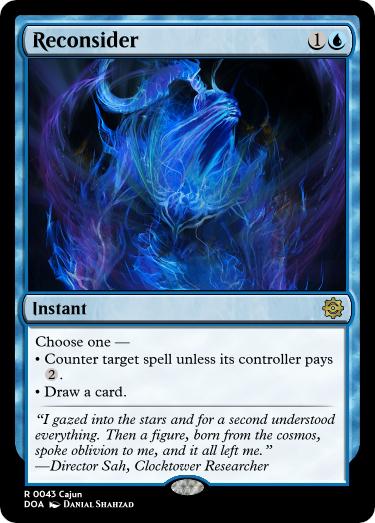 Reconsider 1
Instant
Choose one —
• Counter target spell unless its controller pays
2.
• Draw a card.
“I gazed into the stars and for a second understood
everything. Then a figure, born from the cosmos,
spoke oblivion to me, and it all left me.”
—Director Sah, Clocktower Researcher
R 0043 Cajun
DOA Danial Shahzad